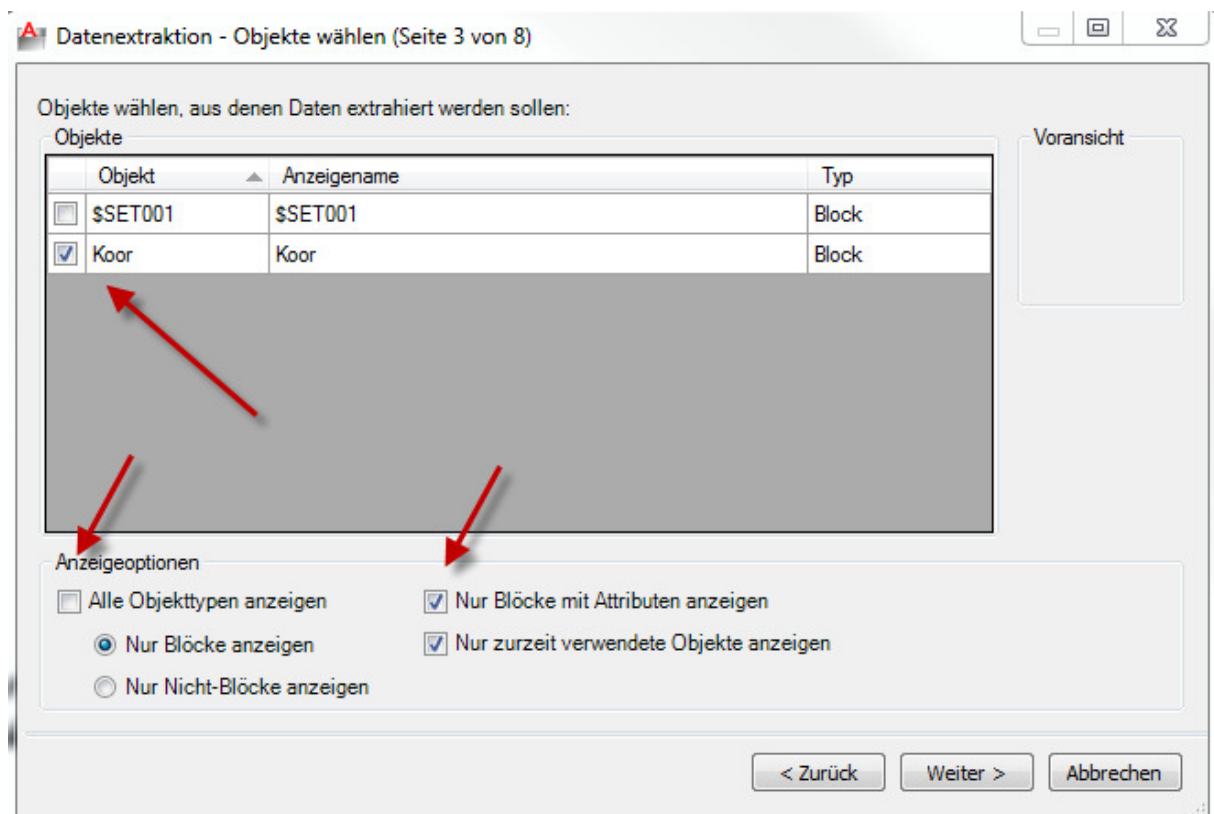 Datenextraktion - Objekte wählen (Seite 3 von 8)
Objekte wählen, aus denen Daten extrahiert werden sollen:
Objekte
Voransicht
Objekt Anzeigename Typ
$SET001 $SET001 Block
Koor Koor Block
Anzeigeoptionen
Alle Objekttypen anzeigen Nur Blöcke mit Attributen anzeigen
Nur Blöcke anzeigen Nur zurzeit verwendete Objekte anzeigen
Nur Nicht-Blöcke anzeigen
< Zurück Weiter > Abbrechen